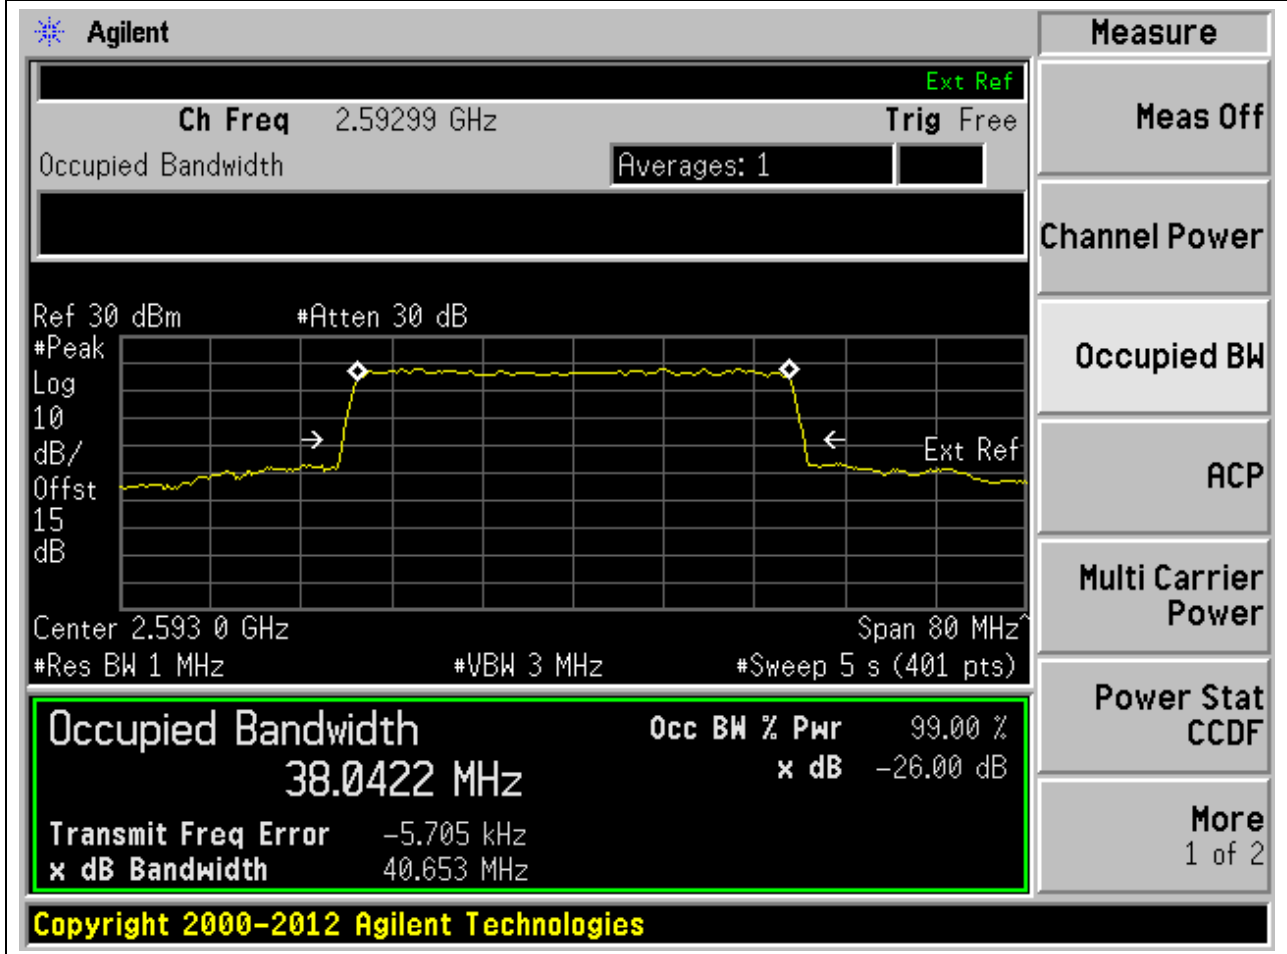 Agilent
Measure
Ext Ref
Ch Freq 2.59299 GHz Trig Free
Meas Off
Occupied Bandwidth Averages: 1
Channel Power
Ref 30 dBm #Atten 30 dB
#Peak
Log
10
dB/
Offst
15
dB
Ext Ref
Occupied BW
ACP
Center 2.593 0 GHz Span 80 MHz^
#Res BW 1 MHz #VBW 3 MHz #Sweep 5 s (401 pts)
Multi Carrier
Power
Occupied Bandwidth Occ BW % Pwr 99.00 %
38.0422 MHz x dB -26.00 dB
Transmit Freq Error -5.705 kHz
x dB Bandwidth 40.653 MHz
Power Stat
CCDF
More
1 of 2
Copyright 2000-2012 Agilent Technologies